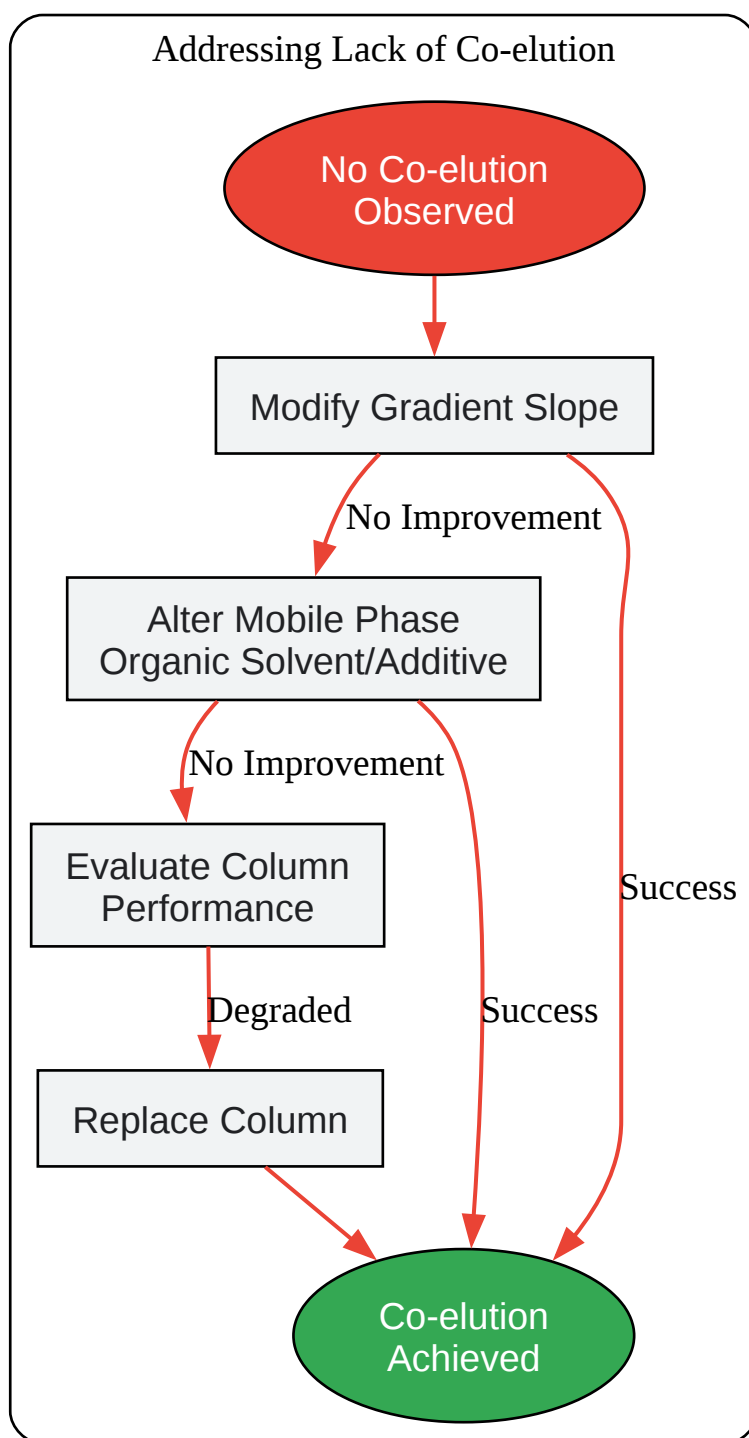 Addressing Lack of Co-elution
No Co-elution
Observed
Modify Gradient Slope
No Improvement
Alter Mobile Phase
Organic Solvent/Additive
No Improvement
Evaluate Column
Performance
Success
Degraded
Success
Replace Column
Co-elution
Achieved